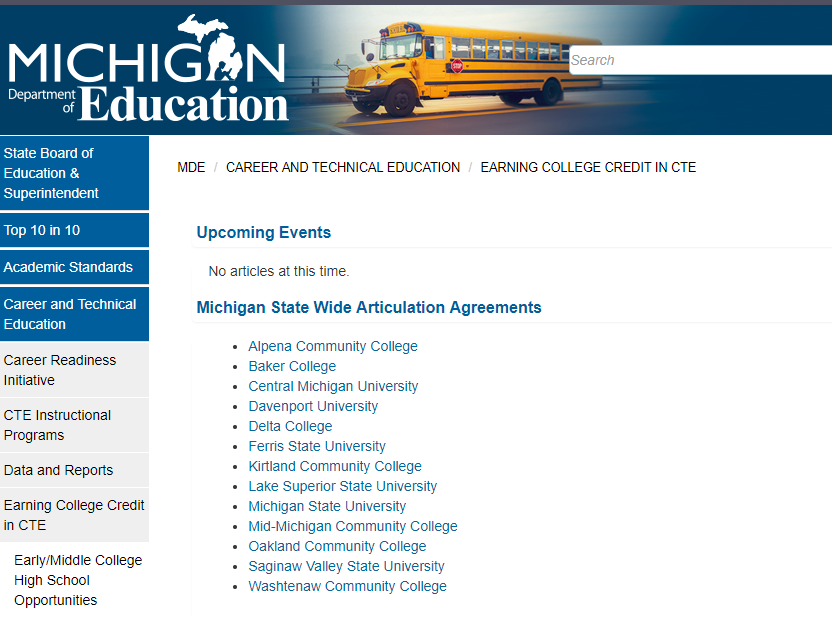 MICHIGAN
Department
of Education
Search
STOP
State Board of
Education &
Superintendent
Top 10 in 10
Academic Standards
Career and Technical
Education
Career Readiness
Initiative
CTE Instructional
Programs
Data and Reports
Earning College Credit
in CTE
Early/Middle College
High School
Opportunities
MDE / CAREER AND TECHNICAL EDUCATION / EARNING COLLEGE CREDIT IN CTE
Upcoming Events
No articles at this time.
Michigan State Wide Articulation Agreements
• Alpena Community College
• Baker College
• Central Michigan University
• Davenport University
• Delta College
• Ferris State University
• Kirtland Community College
• Lake Superior State University
• Michigan State University
• Mid-Michigan Community College
• Oakland Community College
• Saginaw Valley State University
• Washtenaw Community College